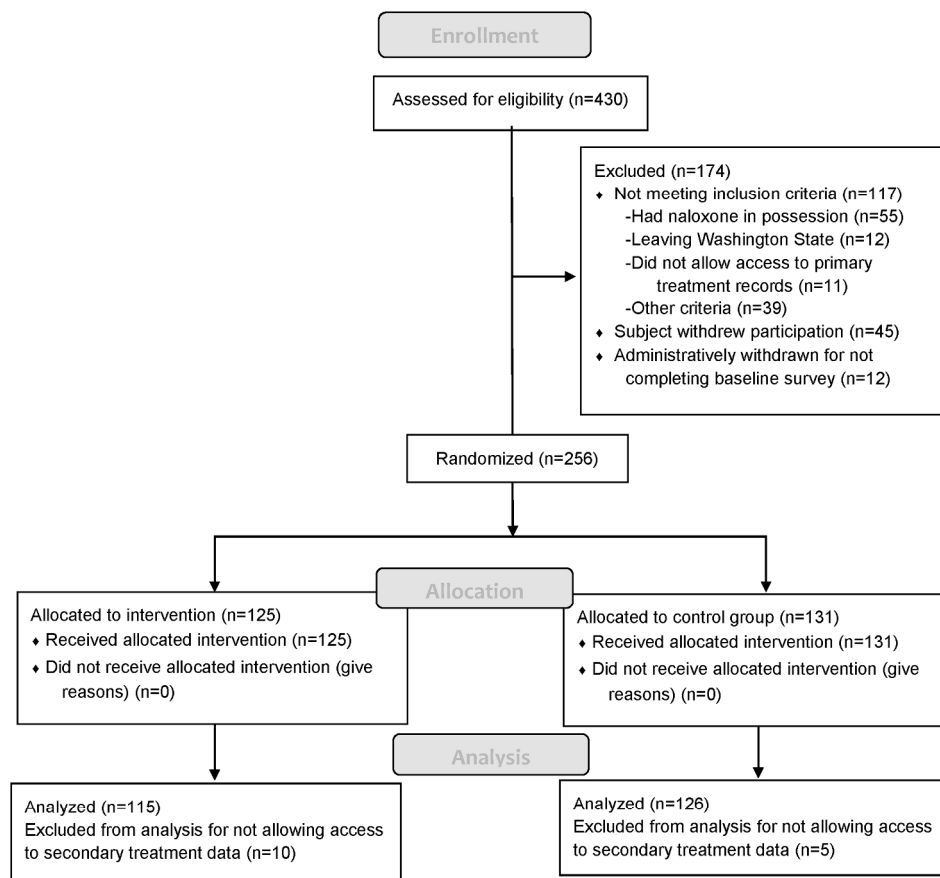 Enrollment
Assessed for eligibility (n=430)
Excluded (n=174)
♦ Not meeting inclusion criteria (n=117)
-Had naloxone in possession (n=55)
-Leaving Washington State (n=12)
-Did not allow access to primary
treatment records (n=11)
-Other criteria (n=39)
♦ Subject withdrew participation (n=45)
♦ Administratively withdrawn for not
completing baseline survey (n=12)
Randomized (n=256)
Allocation
Allocated to intervention (n=125)
♦ Received allocated intervention (n=125)
♦ Did not receive allocated intervention (give
reasons) (n=0)
Allocated to control group (n=131)
♦ Received allocated intervention (n=131)
♦ Did not receive allocated intervention (give
reasons) (n=0)
Analysis
Analyzed (n=115)
Excluded from analysis for not allowing access
to secondary treatment data (n=10)
Analyzed (n=126)
Excluded from analysis for not allowing access
to secondary treatment data (n=5)